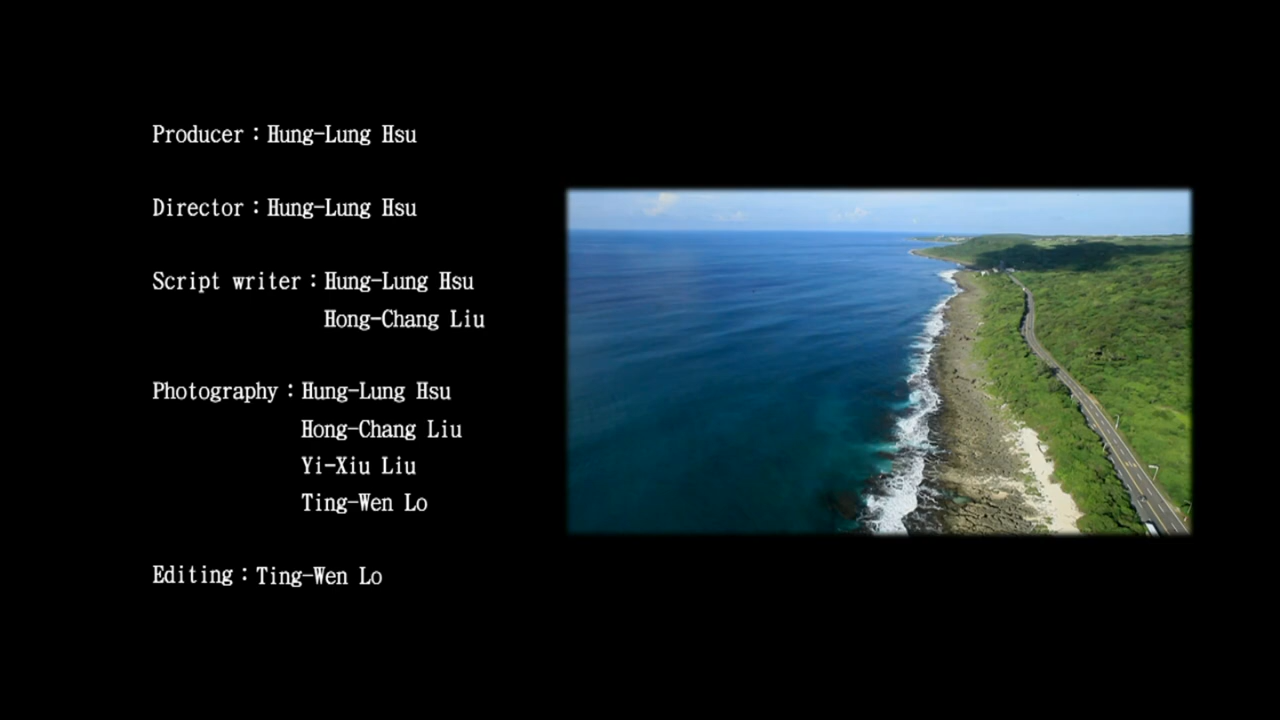 Producer：Hung-Lung Hsu
Director：Hung-Lung Hsu
Script writer：Hung-Lung Hsu
Hong-Chang Liu
Photography：Hung-Lung Hsu
Hong-Chang Liu
Yi-Xiu Liu
Ting-Wen Lo
Editing：Ting-Wen Lo